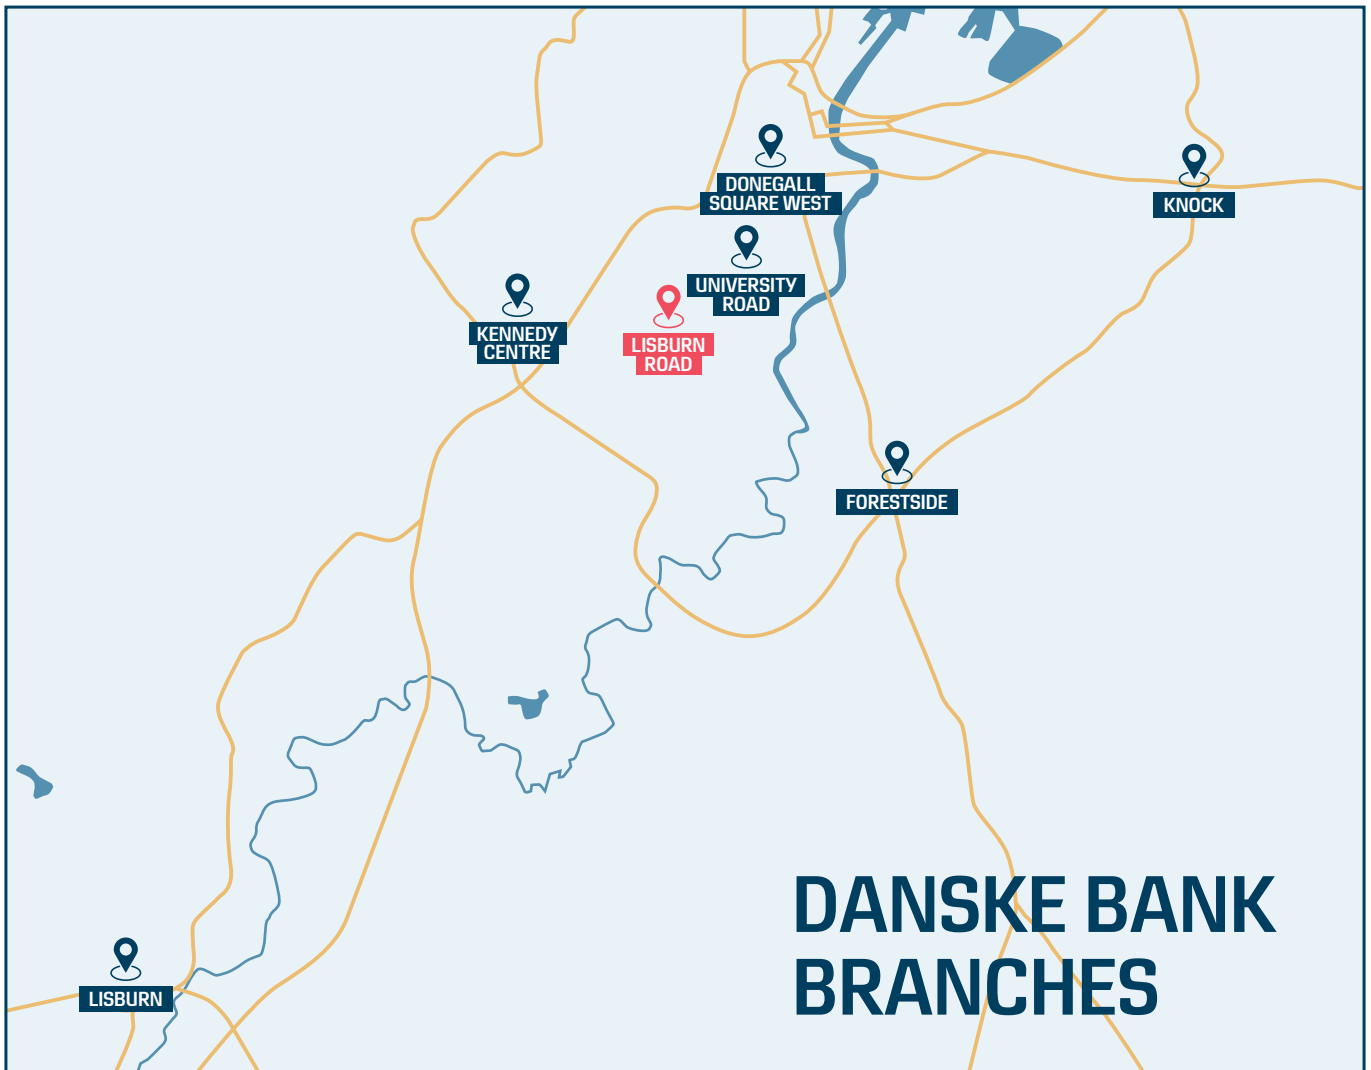 DONEGALL
SQUARE WEST
KNOCK
UNIVERSITY
ROAD
KENNEDY
CENTRE
LISBURN
ROAD
FORESTSIDE
DANSKE BANK
BRANCHES
LISBURN